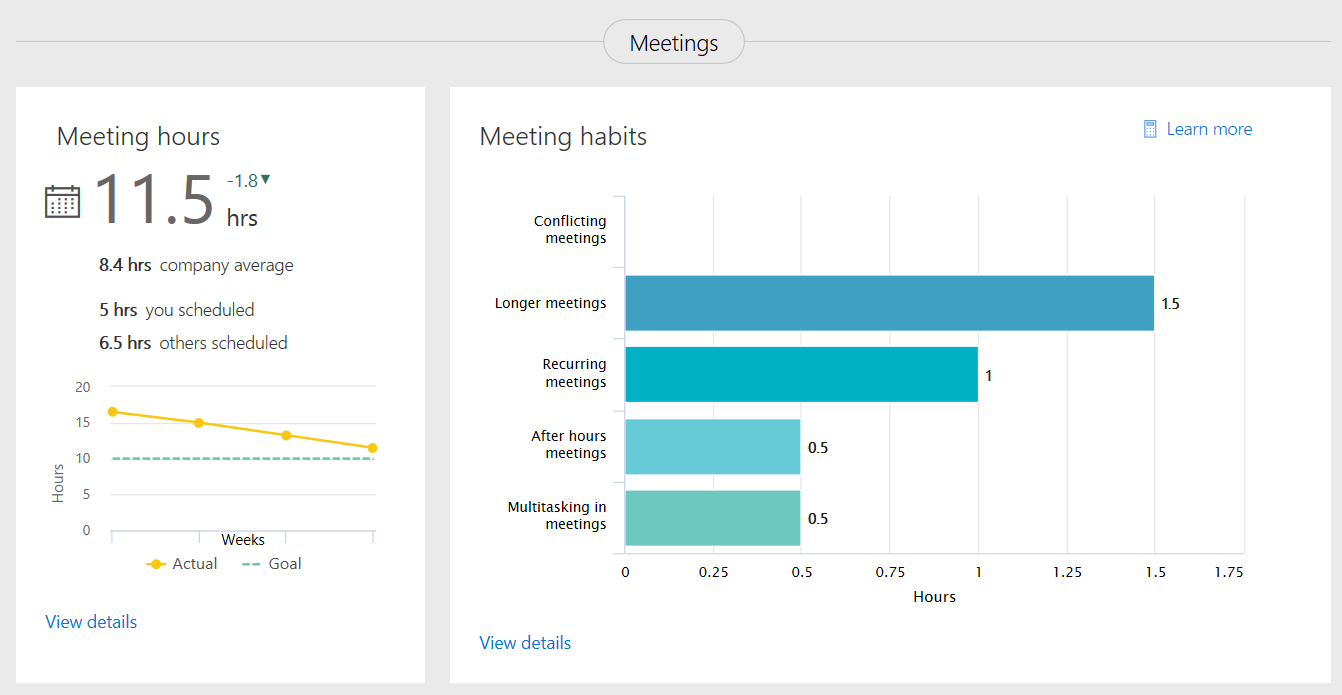 Meetings
Meeting hours
11.5 hrs -1.8▼
8.4 hrs company average
5 hrs you scheduled
6.5 hrs others scheduled
20
15
10
5
0
Hours
Weeks
Actual Goal
View details
Meeting habits
Learn more
Conflicting
meetings
Longer meetings
1.5
Recurring
meetings
1
After hours
meetings
0.5
Multitasking in
meetings
0.5
0 0.25 0.5 0.75 1 1.25 1.5 1.75
Hours
View details